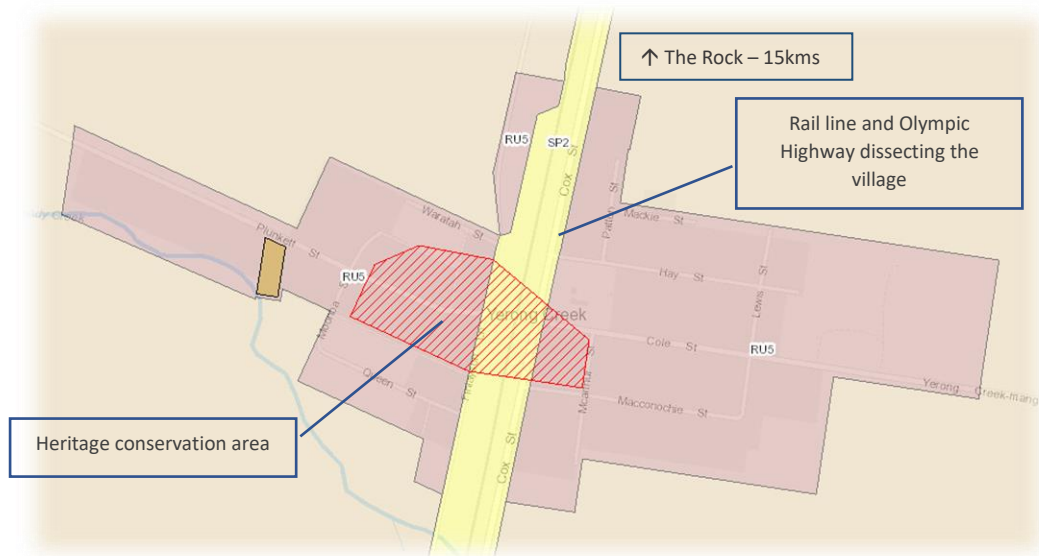 ↑ The Rock – 15kms
Rail line and Olympic
Highway dissecting the
village
RU5
SP2
Cox St
Patton St
Mackie St
Waratah St
Plunkett St
RU5
Hay St
Lewis St
Yerong Creek
Cole St
RU5
Yerong Creek-mang
Macconochie St
Queen St
Cox St
Heritage conservation area